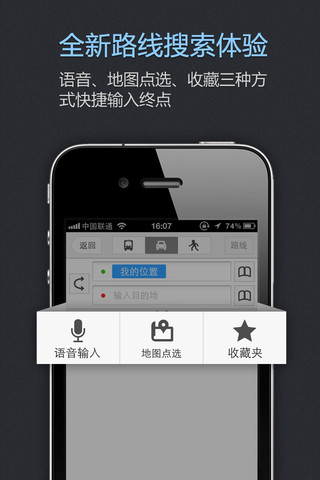 全新路线搜索体验
语音、地图点选、收藏三种方
式快捷输入终点
中国联通 16:07 74%
返回 路线
我的位置
输入目的地
语音输入 地图点选 收藏夹